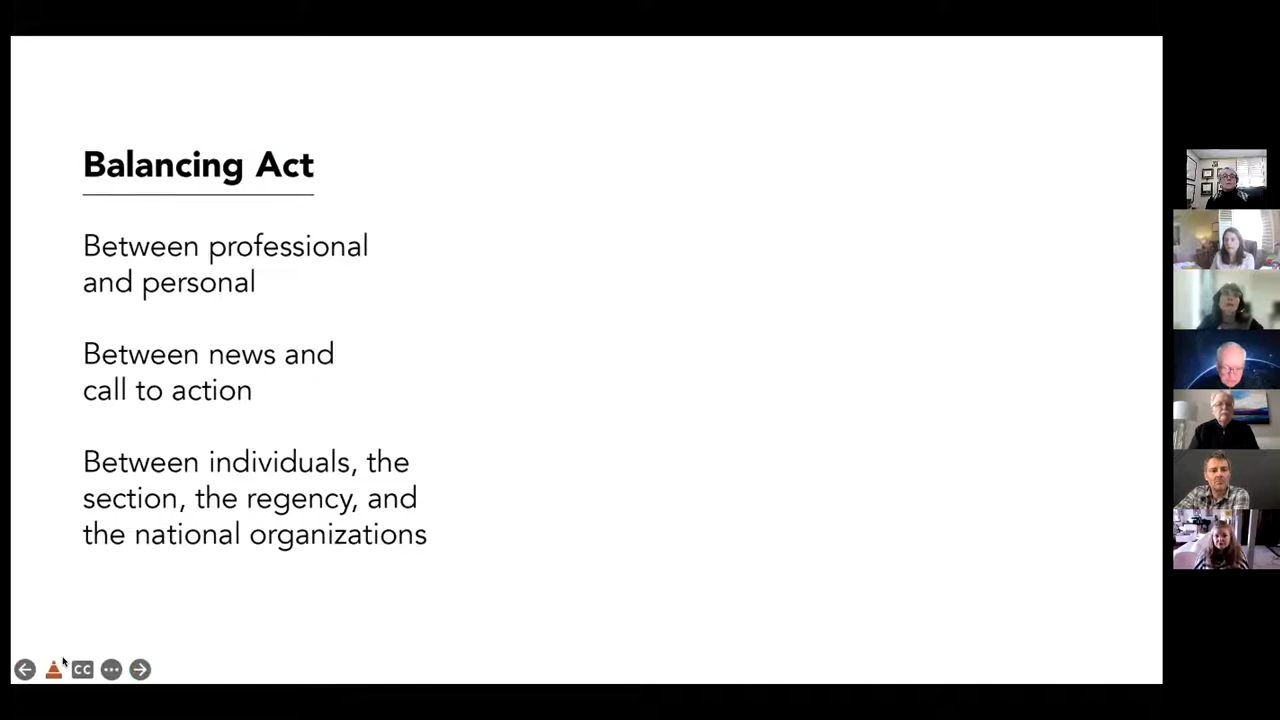 Balancing Act
Between professional
and personal
Between news and
call to action
Between individuals, the
section, the regency, and
the national organizations
CC